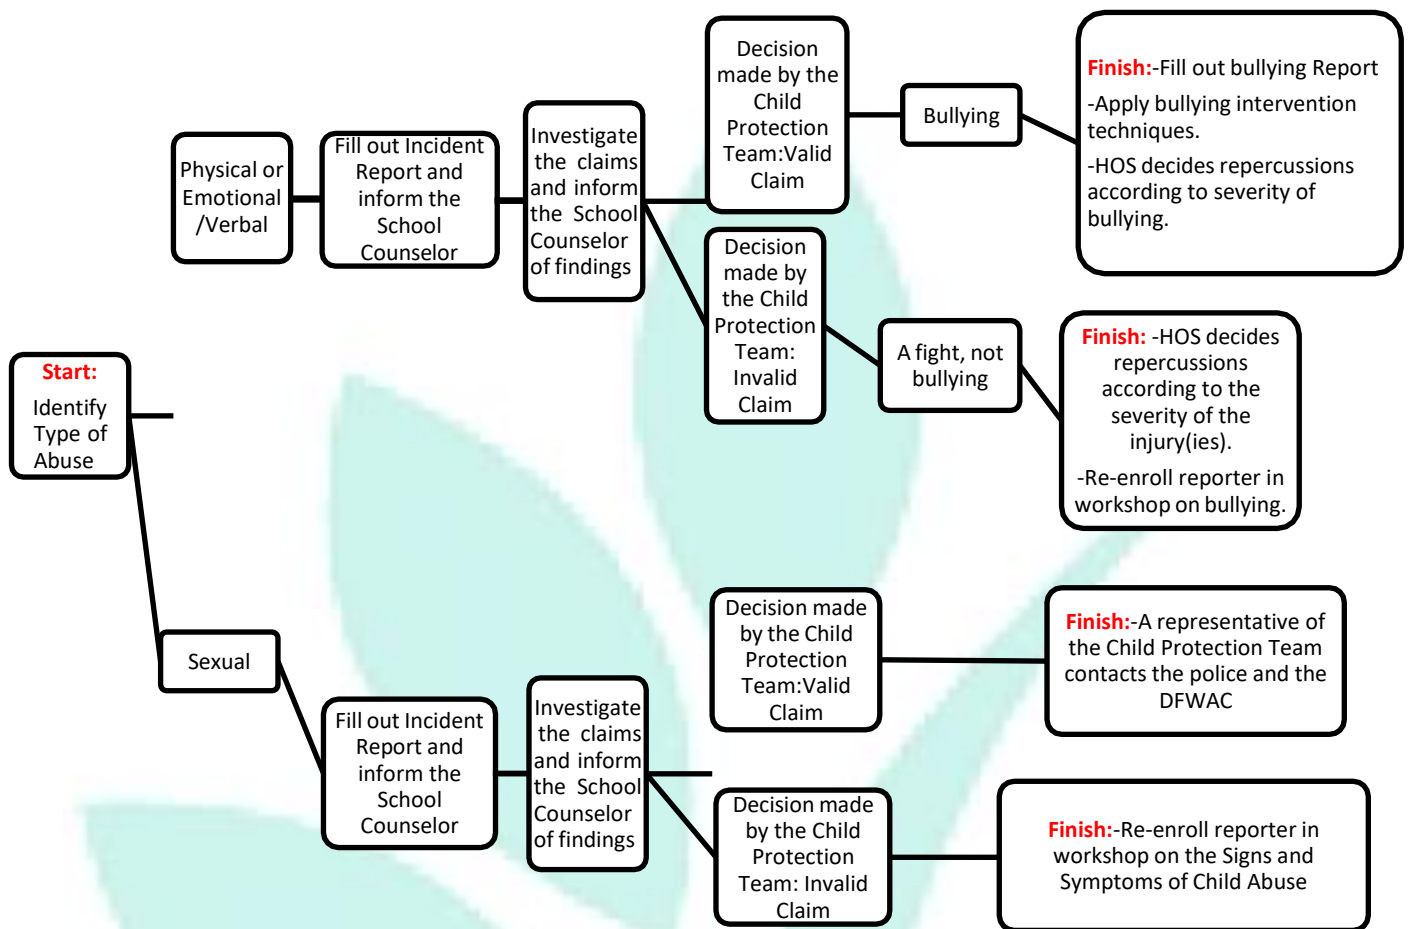 Start:
Identify
Type of
Abuse
Physical or
Emotional
/Verbal
Fill out Incident
Report and
inform the
School
Counselor
Investigate
the claims
and inform
the School
Counselor
of findings
Decision
made by the
Child
Protection
Team:Valid
Claim
Bullying
Finish:-Fill out bullying Report
-Apply bullying intervention
techniques.
-HOS decides repercussions
according to severity of
bullying.
Decision
made by
the Child
Protection
Team:
Invalid
Claim
A fight, not
bullying
Finish: -HOS decides
repercussions
according to the
severity of the
injury(ies).
-Re-enroll reporter in
workshop on bullying.
Sexual
Fill out Incident
Report and
inform the
School
Counselor
Investigate
the claims
and inform
the School
Counselor
of findings
Decision made
by the Child
Protection
Team:Valid
Claim
Finish:-A representative of
the Child Protection Team
contacts the police and the
DFWAC
Decision made
by the Child
Protection
Team: Invalid
Claim
Finish:-Re-enroll reporter in
workshop on the Signs and
Symptoms of Child Abuse